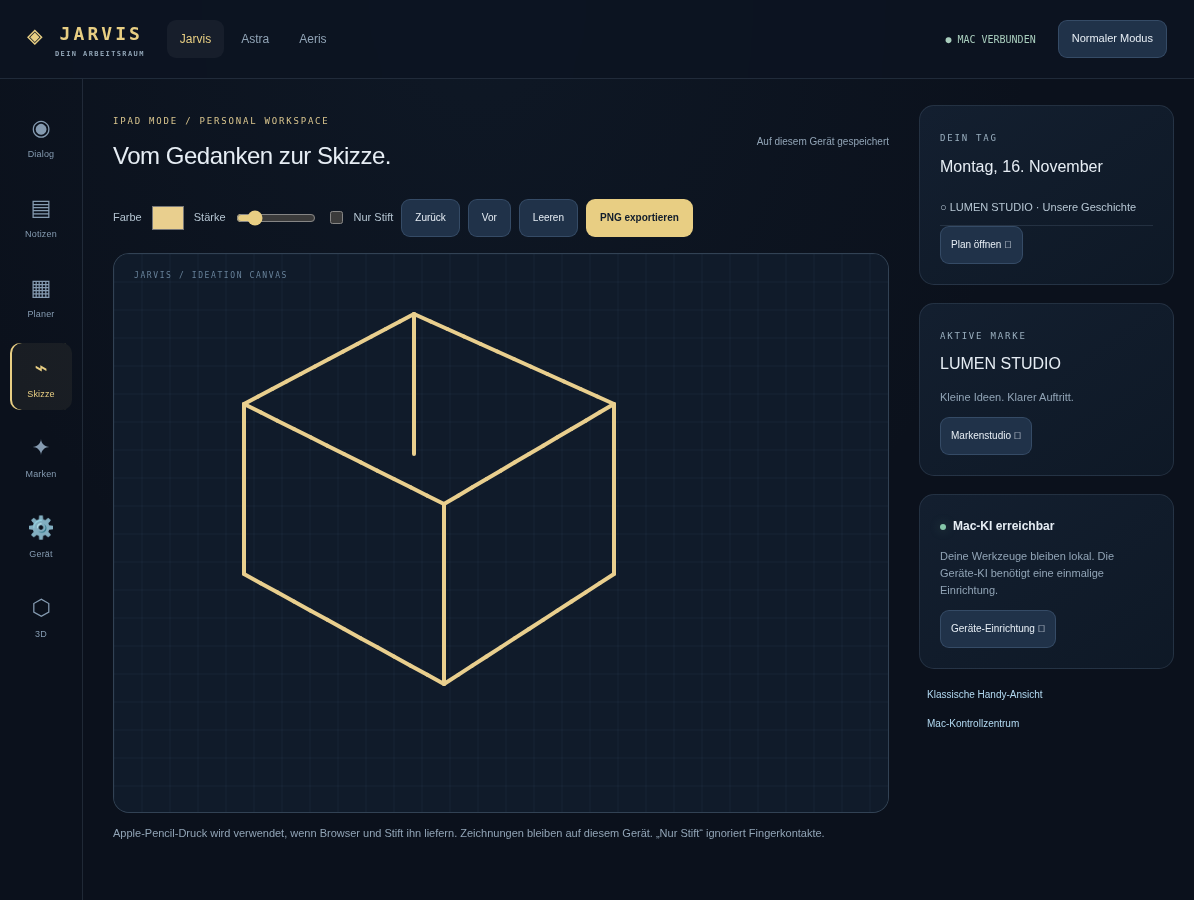 JARVIS
DEIN ARBEITSRAUM
Jarvis
Astra
Aeris
MAC VERBUNDEN
Normaler Modus
Dialog
Notizen
Planer
Skizze
Marken
Gerät
3D
IPAD MODE / PERSONAL WORKSPACE
Vom Gedanken zur Skizze.
Auf diesem Gerät gespeichert
Farbe
Stärke
Nur Stift
Zurück
Vor
Leeren
PNG exportieren
JARVIS / IDEATION CANVAS
Apple-Pencil-Druck wird verwendet, wenn Browser und Stift ihn liefern. Zeichnungen bleiben auf diesem Gerät. „Nur Stift“ ignoriert Fingerkontakte.
DEIN TAG
Montag, 16. November
○ LUMEN STUDIO · Unsere Geschichte
Plan öffnen
AKTIVE MARKE
LUMEN STUDIO
Kleine Ideen. Klarer Auftritt.
Markenstudio
Mac-KI erreichbar
Deine Werkzeuge bleiben lokal. Die
Geräte-KI benötigt eine einmalige
Einrichtung.
Geräte-Einrichtung
Klassische Handy-Ansicht
Mac-Kontrollzentrum